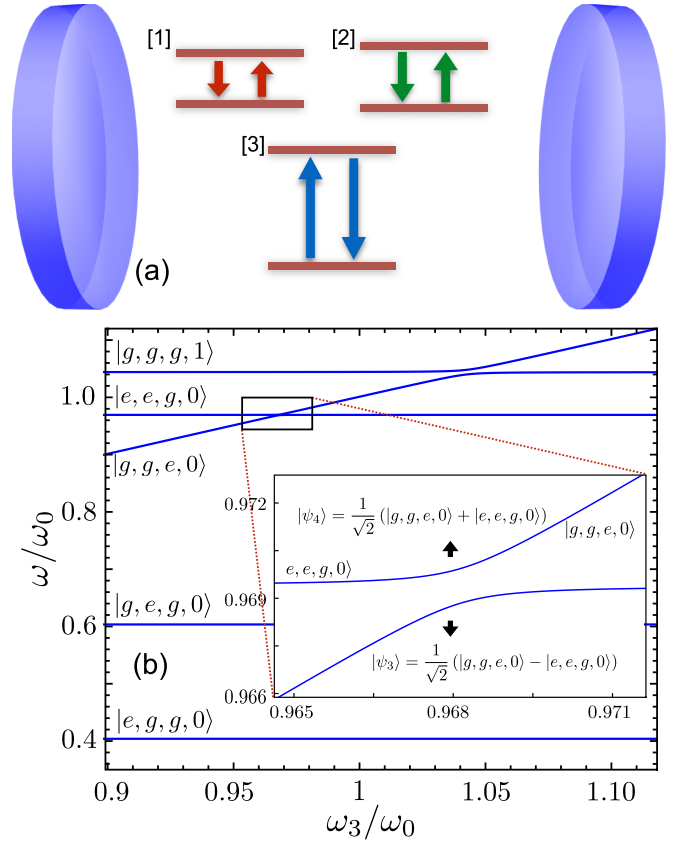 [1]
[2]
[3]
(a)
|g, g, g, 1⟩
|e, e, g, 0⟩
|g, g, e, 0⟩
|g, e, g, 0⟩
|e, g, g, 0⟩
(b)
ω/ω₀
1.0
0.8
0.6
0.4
0.9
0.95
1
1.05
1.10
ω₃/ω₀
0.972
0.969
0.966
0.965
0.968
0.971
|ψ₄⟩ = 1/√2 (|g, g, e, 0⟩ + |e, e, g, 0⟩)
|g, g, e, 0⟩
e, e, g, 0⟩
|ψ₃⟩ = 1/√2 (|g, g, e, 0⟩ − |e, e, g, 0⟩)